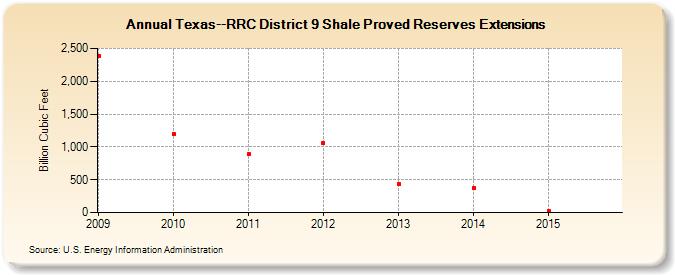 Annual Texas--RRC District 9 Shale Proved Reserves Extensions
Billion Cubic Feet
2,500
2,000
1,500
1,000
500
0
2009 2010 2011 2012 2013 2014 2015
Source: U.S. Energy Information Administration